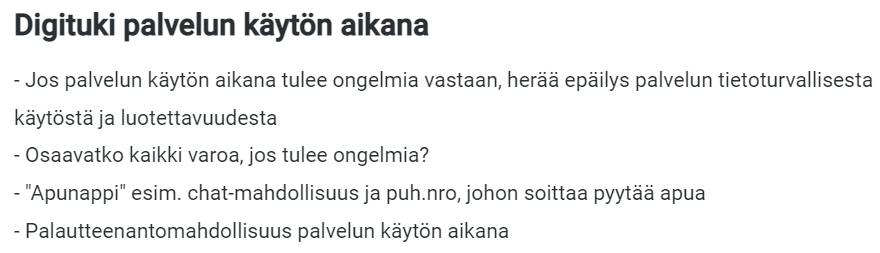 Digituki palvelun käytön aikana
- Jos palvelun käytön aikana tulee ongelmia vastaan, herää epäilys palvelun tietoturvallisesta
käytöstä ja luotettavuudesta
- Osaavatko kaikki varoa, jos tulee ongelmia?
- "Apunappi" esim. chat-mahdollisuus ja puh.nro, johon soittaa pyytää apua
- Palautteenantomahdollisuus palvelun käytön aikana